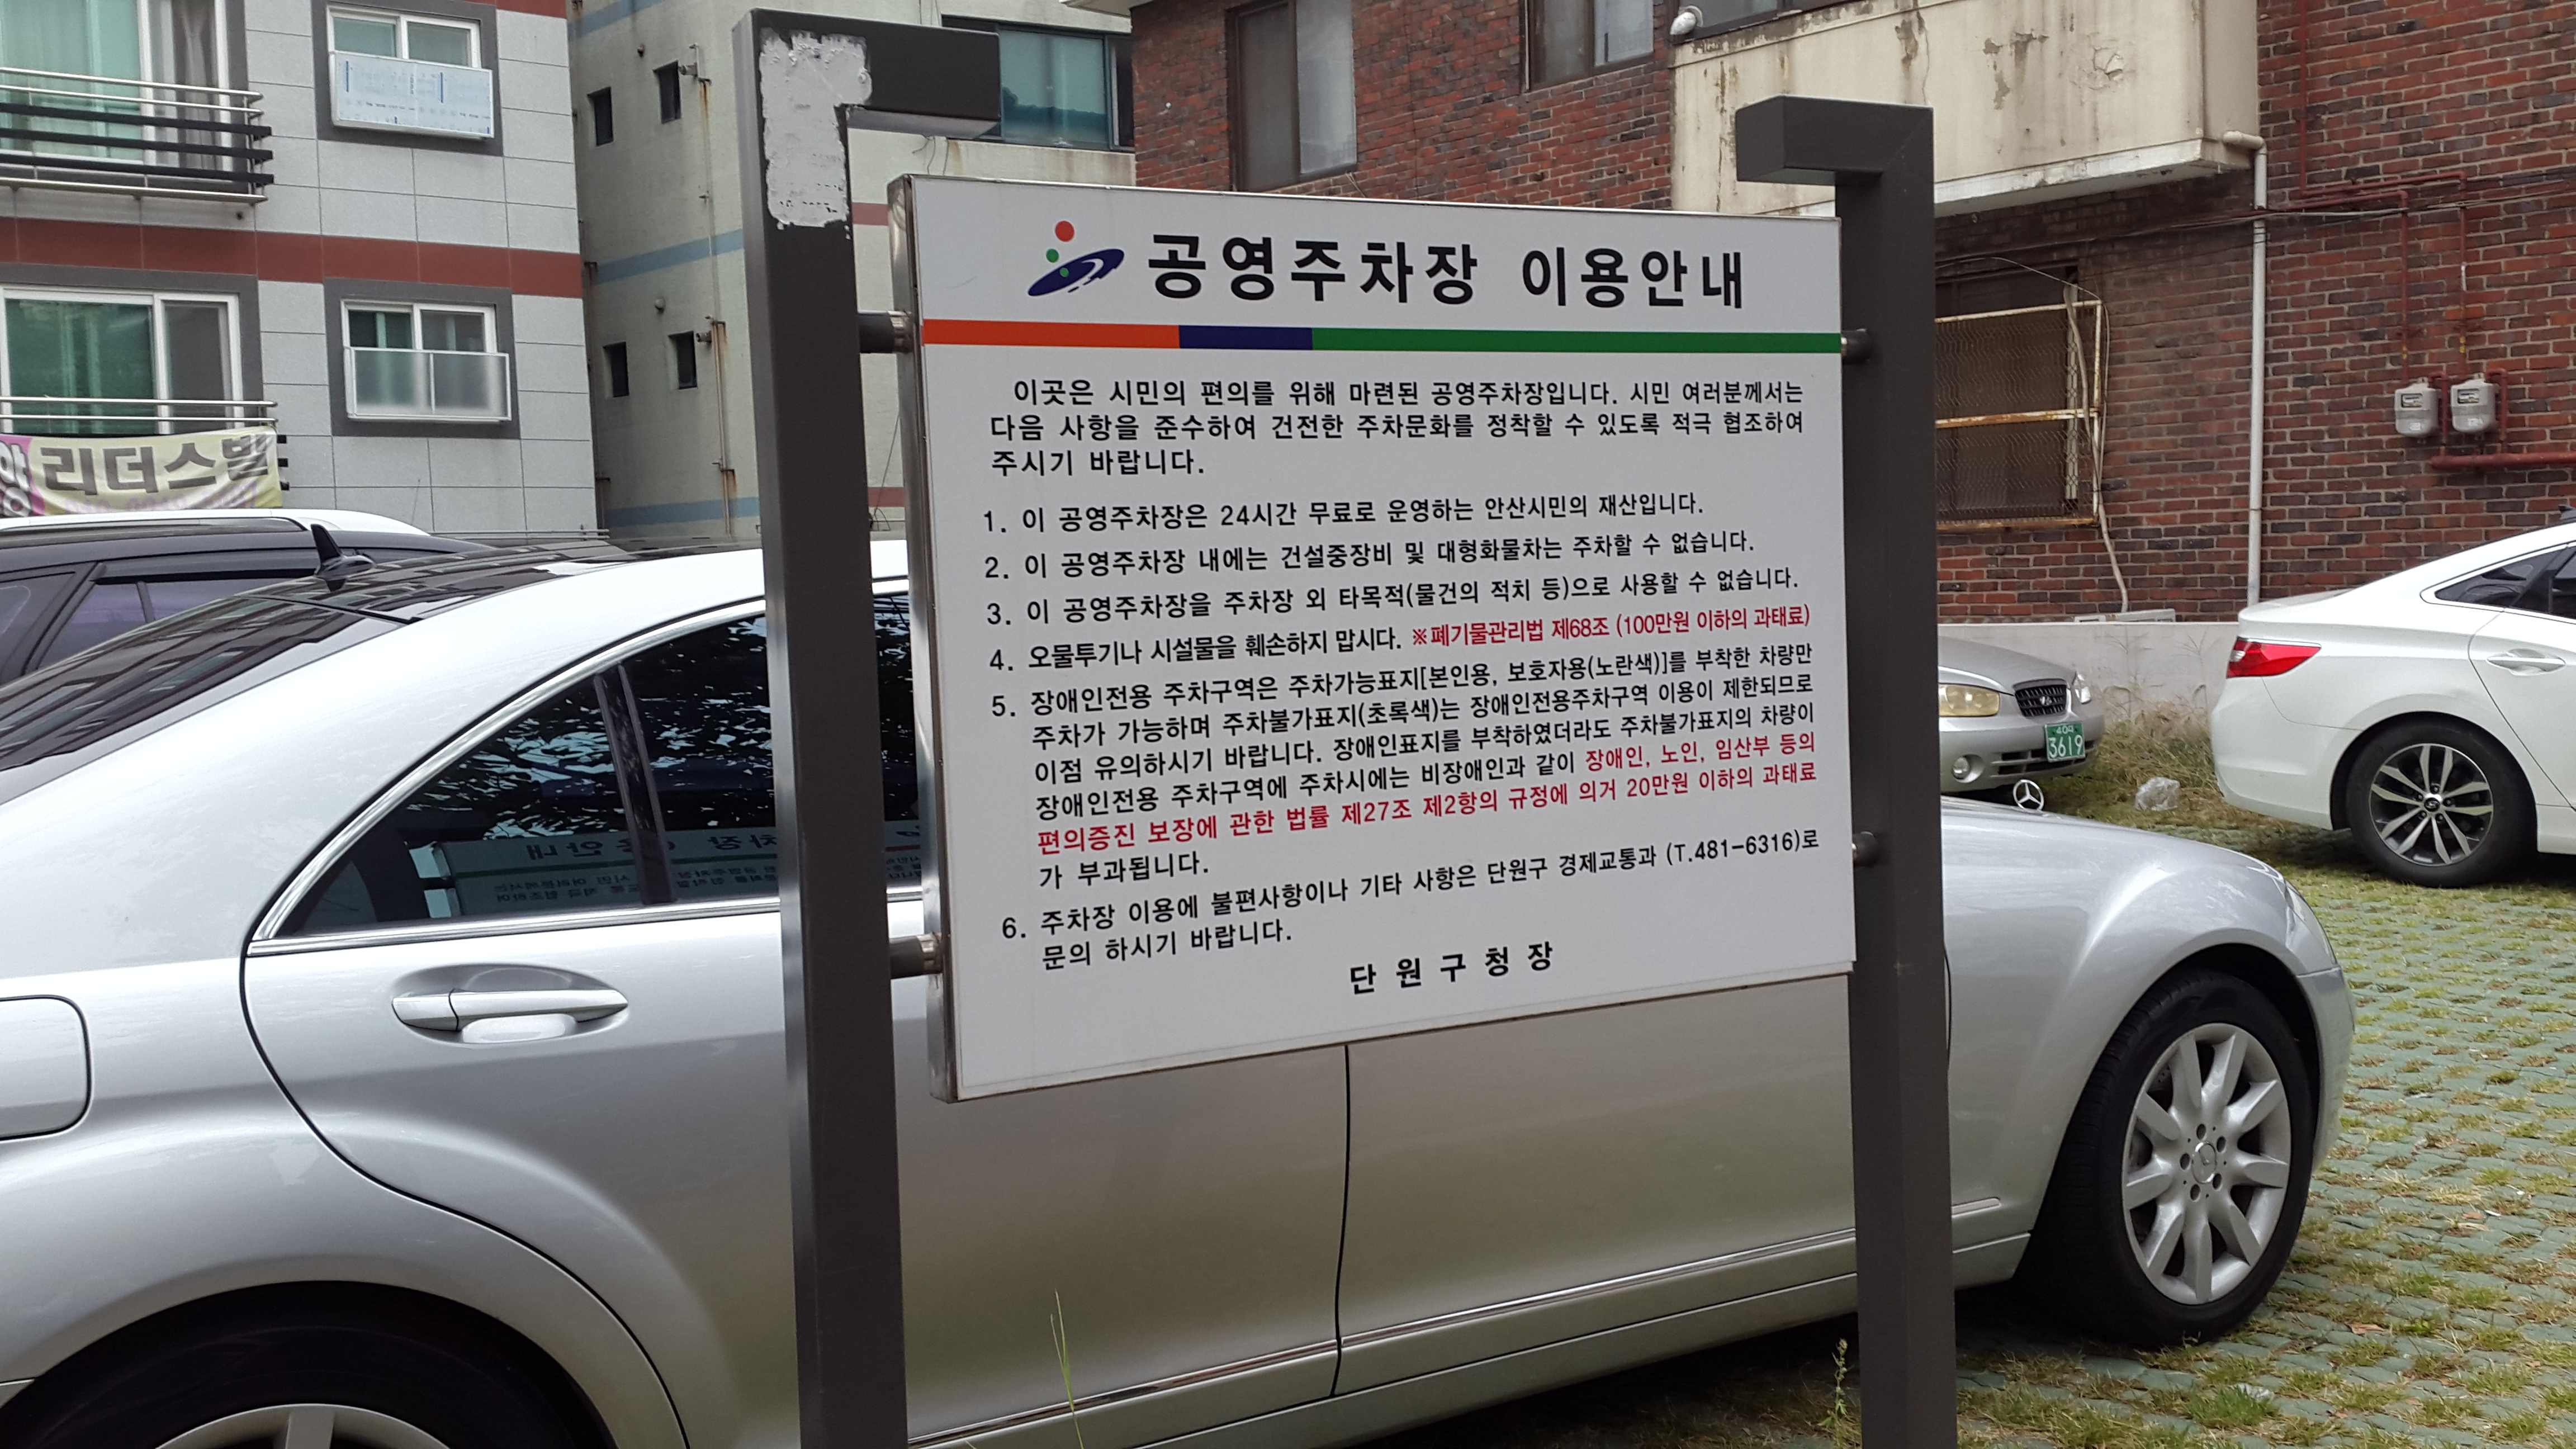 공영주차장 이용안내
이곳은 시민의 편의를 위해 마련된 공영주차장입니다. 시민 여러분께서는
다음 사항을 준수하여 건전한 주차문화를 정착할 수 있도록 적극 협조하여
주시기 바랍니다.
1. 이 공영주차장은 24시간 무료로 운영하는 안산시민의 재산입니다.
2. 이 공영주차장 내에는 건설중장비 및 대형화물차는 주차할 수 없습니다.
3. 이 공영주차장을 주차장 외 타목적(물건의 적치 등)으로 사용할 수 없습니다.
4. 오물투기나 시설물을 훼손하지 맙시다. ※폐기물관리법 제68조 (100만원 이하의 과태료)
5. 장애인전용 주차구역은 주차가능표지[본인용, 보호자용(노란색)]를 부착한 차량만
주차가 가능하며 주차불가표지(초록색)는 장애인전용주차구역 이용이 제한되므로
이점 유의하시기 바랍니다. 장애인표지를 부착하였더라도 주차불가표지의 차량이
장애인전용 주차구역에 주차시에는 비장애인과 같이 장애인, 노인, 임산부 등의
편의증진 보장에 관한 법률 제27조 제2항의 규정에 의거 20만원 이하의 과태료
가 부과됩니다.
6. 주차장 이용에 불편사항이나 기타 사항은 단원구 경제교통과 (T.481-6316)로
문의 하시기 바랍니다.
단원구청장
리더스빌
3619